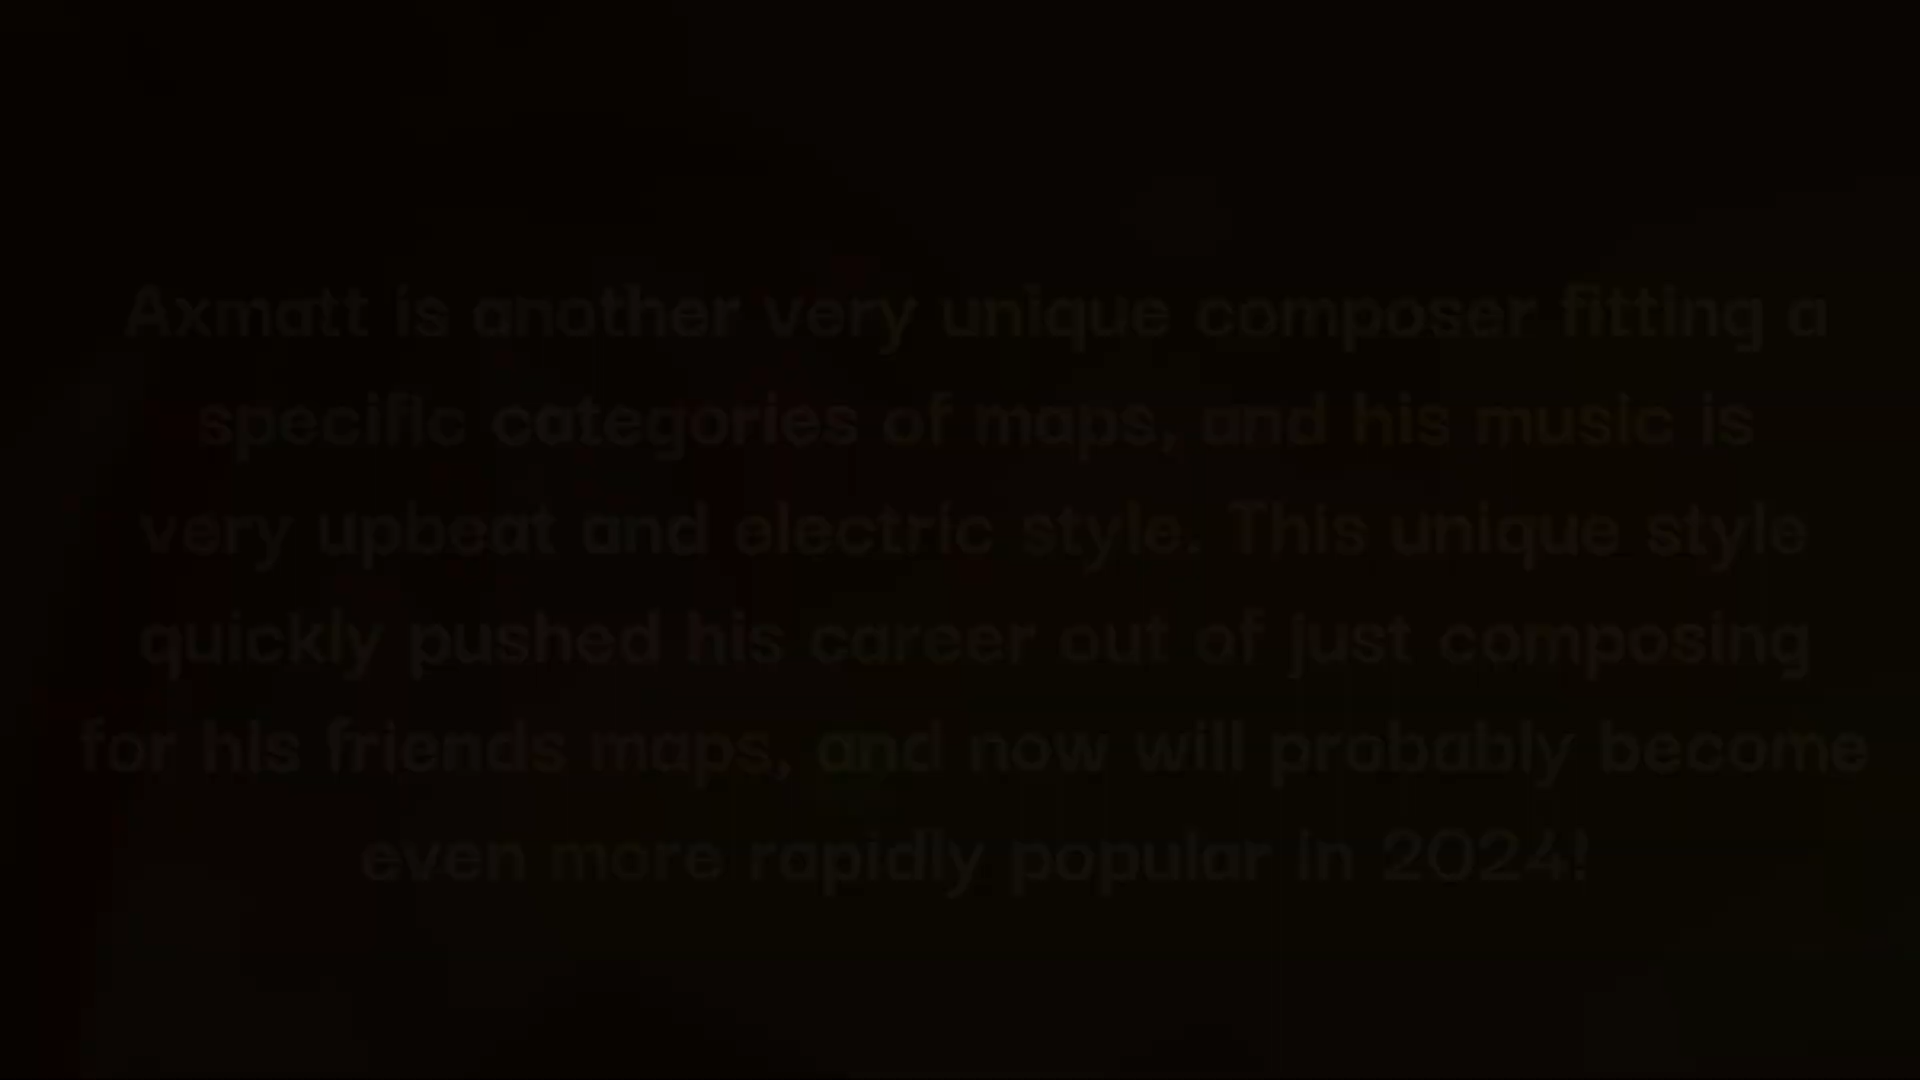 Axmatt is another very unique composer fitting a
specific categories of maps, and his music is
very upbeat and electric style. This unique style
quickly pushed his career out of just composing
for his friends maps, and now will probably become
even more rapidly popular in 2024!